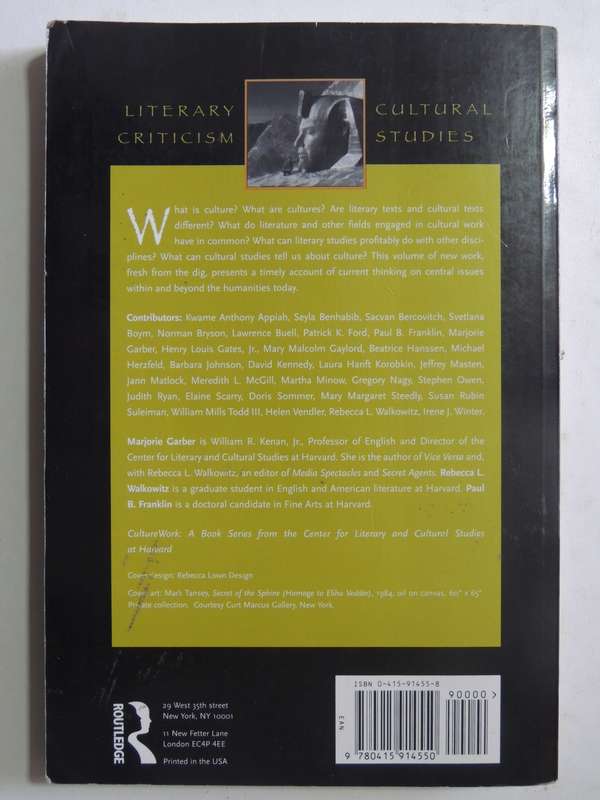 LITERARY CRITICISM
CULTURAL STUDIES
What is culture? What are cultures? Are literary texts and cultural texts
different? What do literature and other fields engaged in cultural work
have in common? What can literary studies profitably do with other disci-
plines? What can cultural studies tell us about culture? This volume of new work,
fresh from the dig, presents a timely account of current thinking on central issues
within and beyond the humanities today.
Contributors: Kwame Anthony Appiah, Seyla Benhabib, Sacvan Bercovitch, Svetlana
Boym, Norman Bryson, Lawrence Buell, Patrick K. Ford, Paul B. Franklin, Marjorie
Garber, Henry Louis Gates, Jr., Mary Malcolm Gaylord, Beatrice Hanssen, Michael
Herzfeld, Barbara Johnson, David Kennedy, Laura Hanft Korobkin, Jeffrey Masten,
Jann Matlock, Meredith L. McGill, Martha Minow, Gregory Nagy, Stephen Owen,
Judith Ryan, Elaine Scarry, Doris Sommer, Mary Margaret Steedly, Susan Rubin
Suleiman, William Mills Todd III, Helen Vendler, Rebecca L. Walkowitz, Irene J. Winter.
Marjorie Garber is William R. Kenan, Jr., Professor of English and Director of the
Center for Literary and Cultural Studies at Harvard. She is the author of Vice Versa and,
with Rebecca L. Walkowitz, an editor of Media Spectacles and Secret Agents. Rebecca L.
Walkowitz is a graduate student in English and American literature at Harvard. Paul
B. Franklin is a doctoral candidate in Fine Arts at Harvard.
CultureWork: A Book Series from the Center for Literary and Cultural Studies
at Harvard
Cover design: Rebecca Lown Design
Cover art: Mark Tansey, Secret of the Sphinx (Homage to Elihu Vedder), 1984, oil on canvas, 60" x 65"
Private collection. Courtesy Curt Marcus Gallery, New York.
ROUTLEDGE
29 West 35th street
New York, NY 10001
11 New Fetter Lane
London EC4P 4EE
Printed in the USA
ISBN 0-415-91455-8
90000>
EAN
9 780415 914550